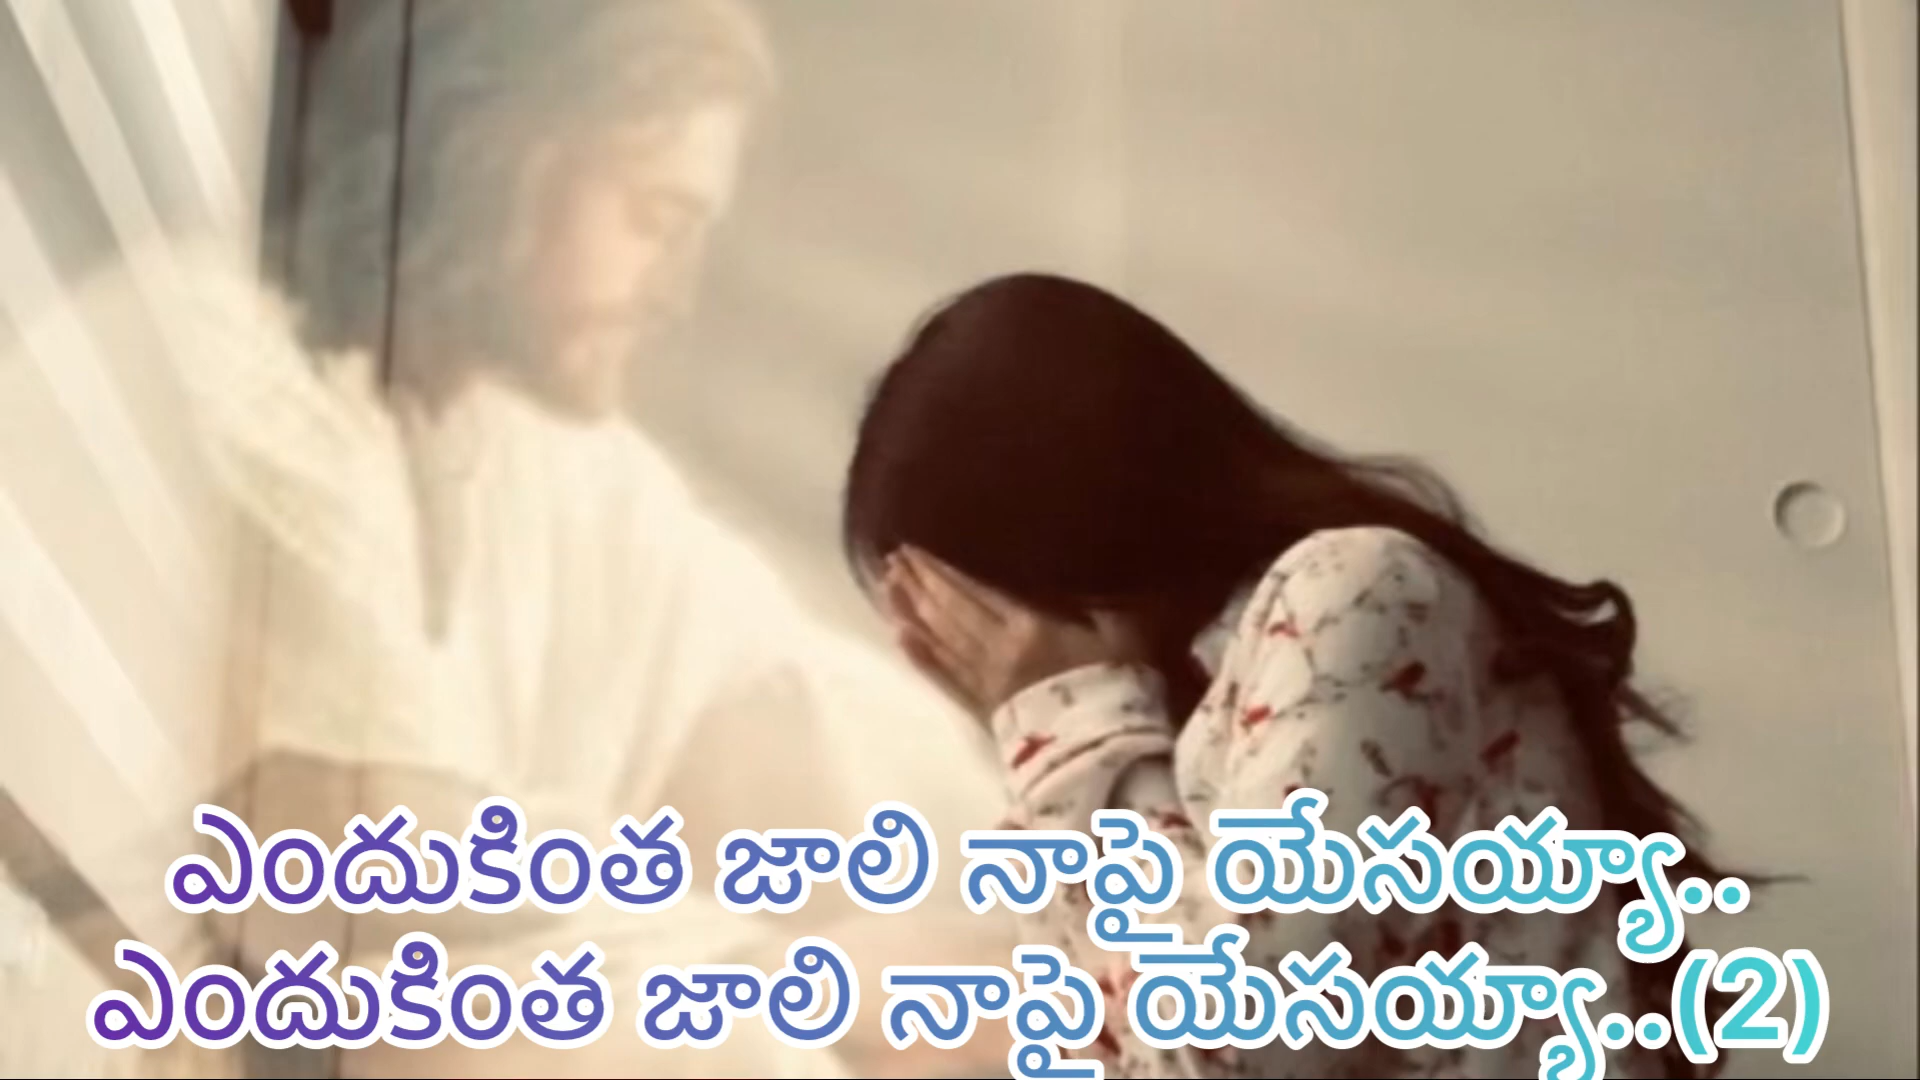 ఎందుకింత జాలి నాపై యేసయ్యా..
ఎందుకింత జాలి నాపై యేసయ్యా..(2)